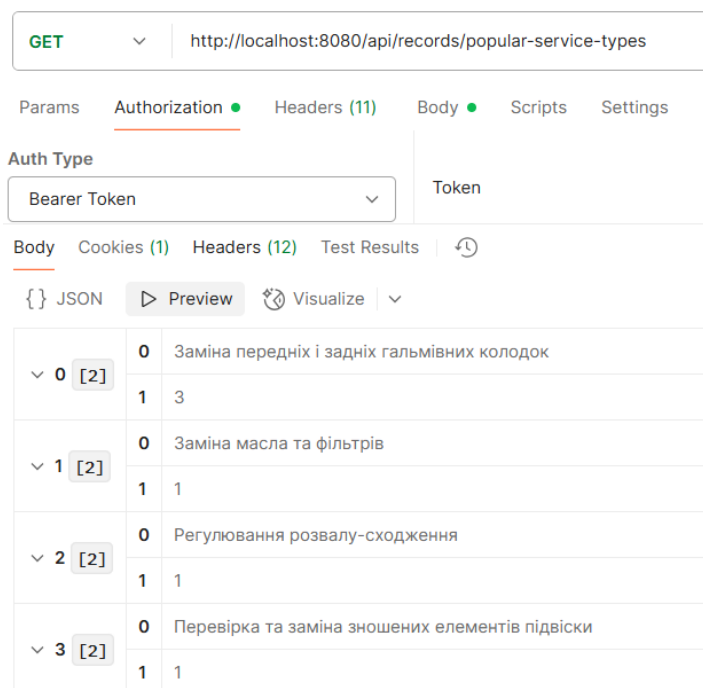 GET http://localhost:8080/api/records/popular-service-types
Params Authorization Headers (11) Body Scripts Settings
Auth Type
Bearer Token
Token
Body Cookies (1) Headers (12) Test Results
{} JSON Preview Visualize
0 [2]
0 Заміна передніх і задніх гальмівних колодок
1 3
1 [2]
0 Заміна масла та фільтрів
1 1
2 [2]
0 Регулювання розвалу-сходження
1 1
3 [2]
0 Перевірка та заміна зношених елементів підвіски
1 1